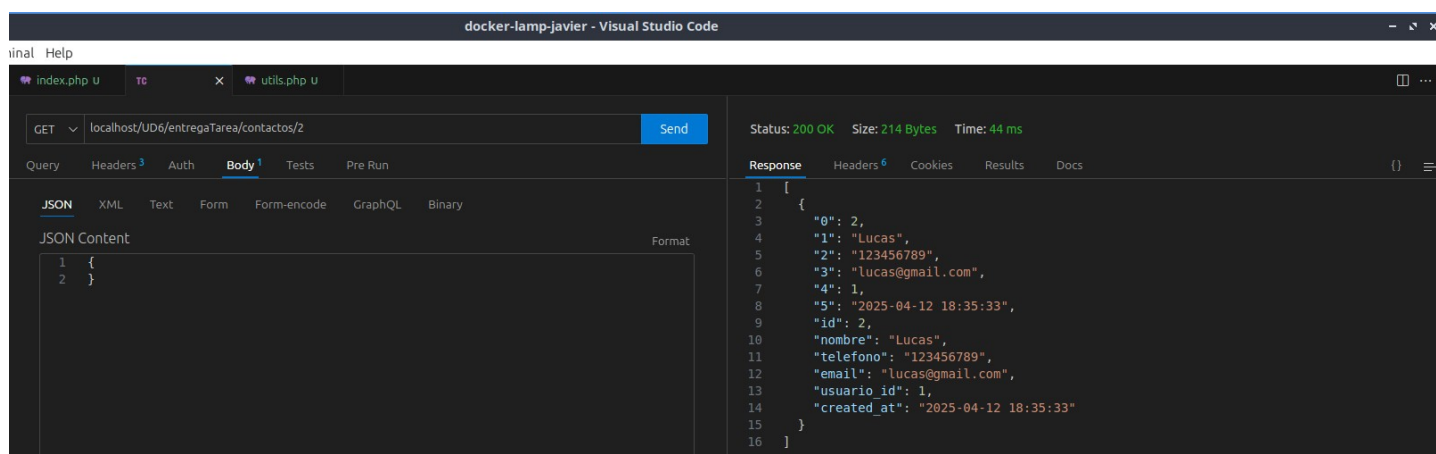 docker-lamp-javier - Visual Studio Code
Help
index.php U TC utils.php U
GET localhost/UD6/entregaTarea/contactos/2 Send
Query Headers 3 Auth Body 1 Tests Pre Run
JSON XML Text Form Form-encode GraphQL Binary
JSON Content Format
1 {
2 }
Status: 200 OK Size: 214 Bytes Time: 44 ms
Response Headers 6 Cookies Results Docs {}
1 [
2 {
3 "0": 2,
4 "1": "Lucas",
5 "2": "123456789",
6 "3": "lucas@gmail.com",
7 "4": 1,
8 "5": "2025-04-12 18:35:33",
9 "id": 2,
10 "nombre": "Lucas",
11 "telefono": "123456789",
12 "email": "lucas@gmail.com",
13 "usuario_id": 1,
14 "created_at": "2025-04-12 18:35:33"
15 }
16 ]